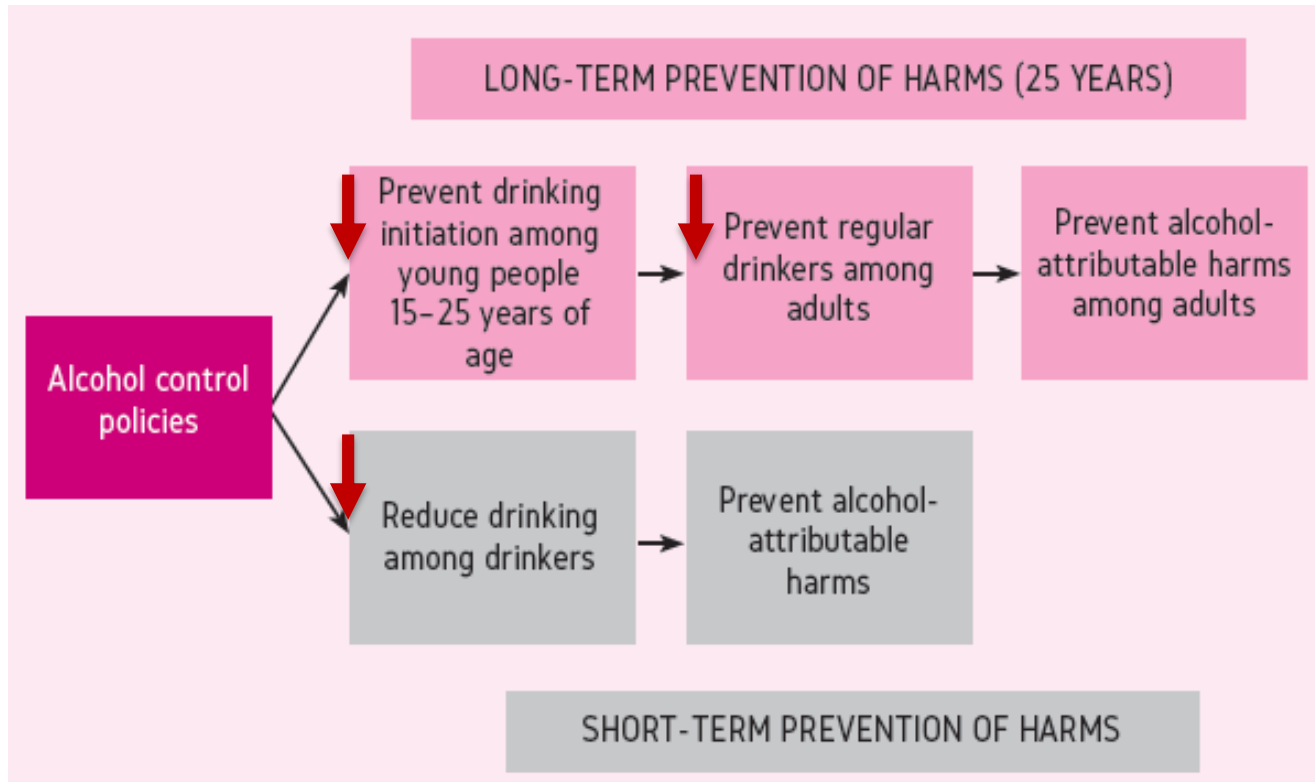 LONG-TERM PREVENTION OF HARMS (25 YEARS)
Prevent drinking
initiation among
young people
15–25 years of
age
Prevent regular
drinkers among
adults
Prevent alcohol-
attributable harms
among adults
Alcohol control
policies
Reduce drinking
among drinkers
Prevent alcohol-
attributable
harms
SHORT-TERM PREVENTION OF HARMS